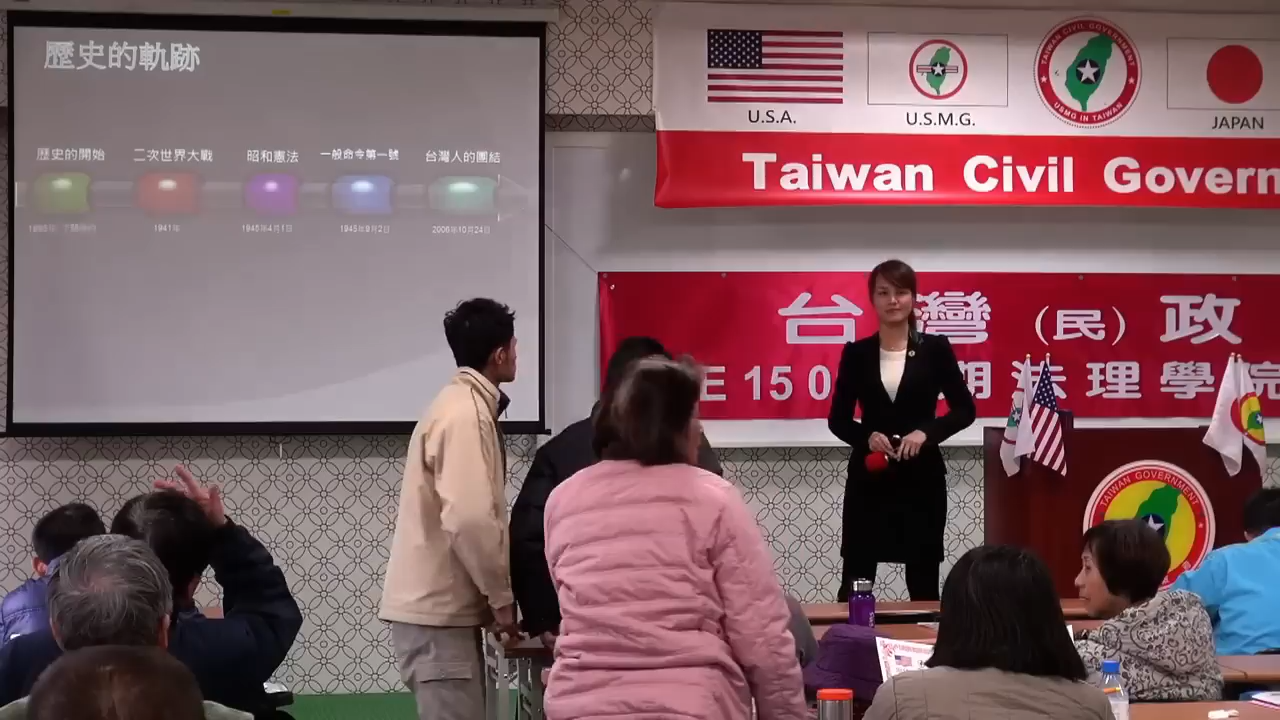 歷史的軌跡
歷史的開始 二次世界大戰 昭和憲法 一般命令第一號 台灣人的團結
1941年 1945年4月1日 1945年9月2日 2006年10月24日
U.S.A. U.S.M.G. JAPAN
TAIWAN CIVIL GOVERNMENT
USMG IN TAIWAN
Taiwan Civil Govern
台灣(民)政
E 15 0 期法理學院
TAIWAN GOVERNMENT